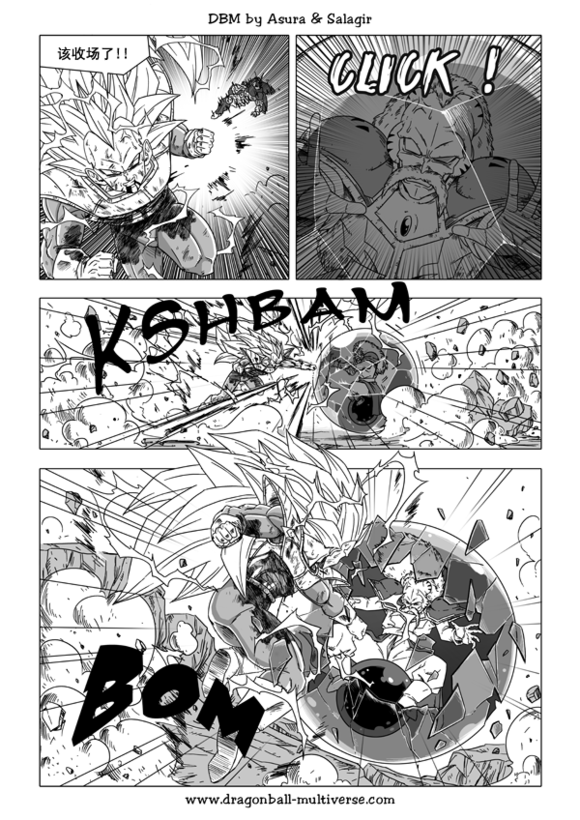 DBM by Asura & Salagir
该收场了!!
CLICK !
KSHBAM
BOM
www.dragonball-multiverse.com